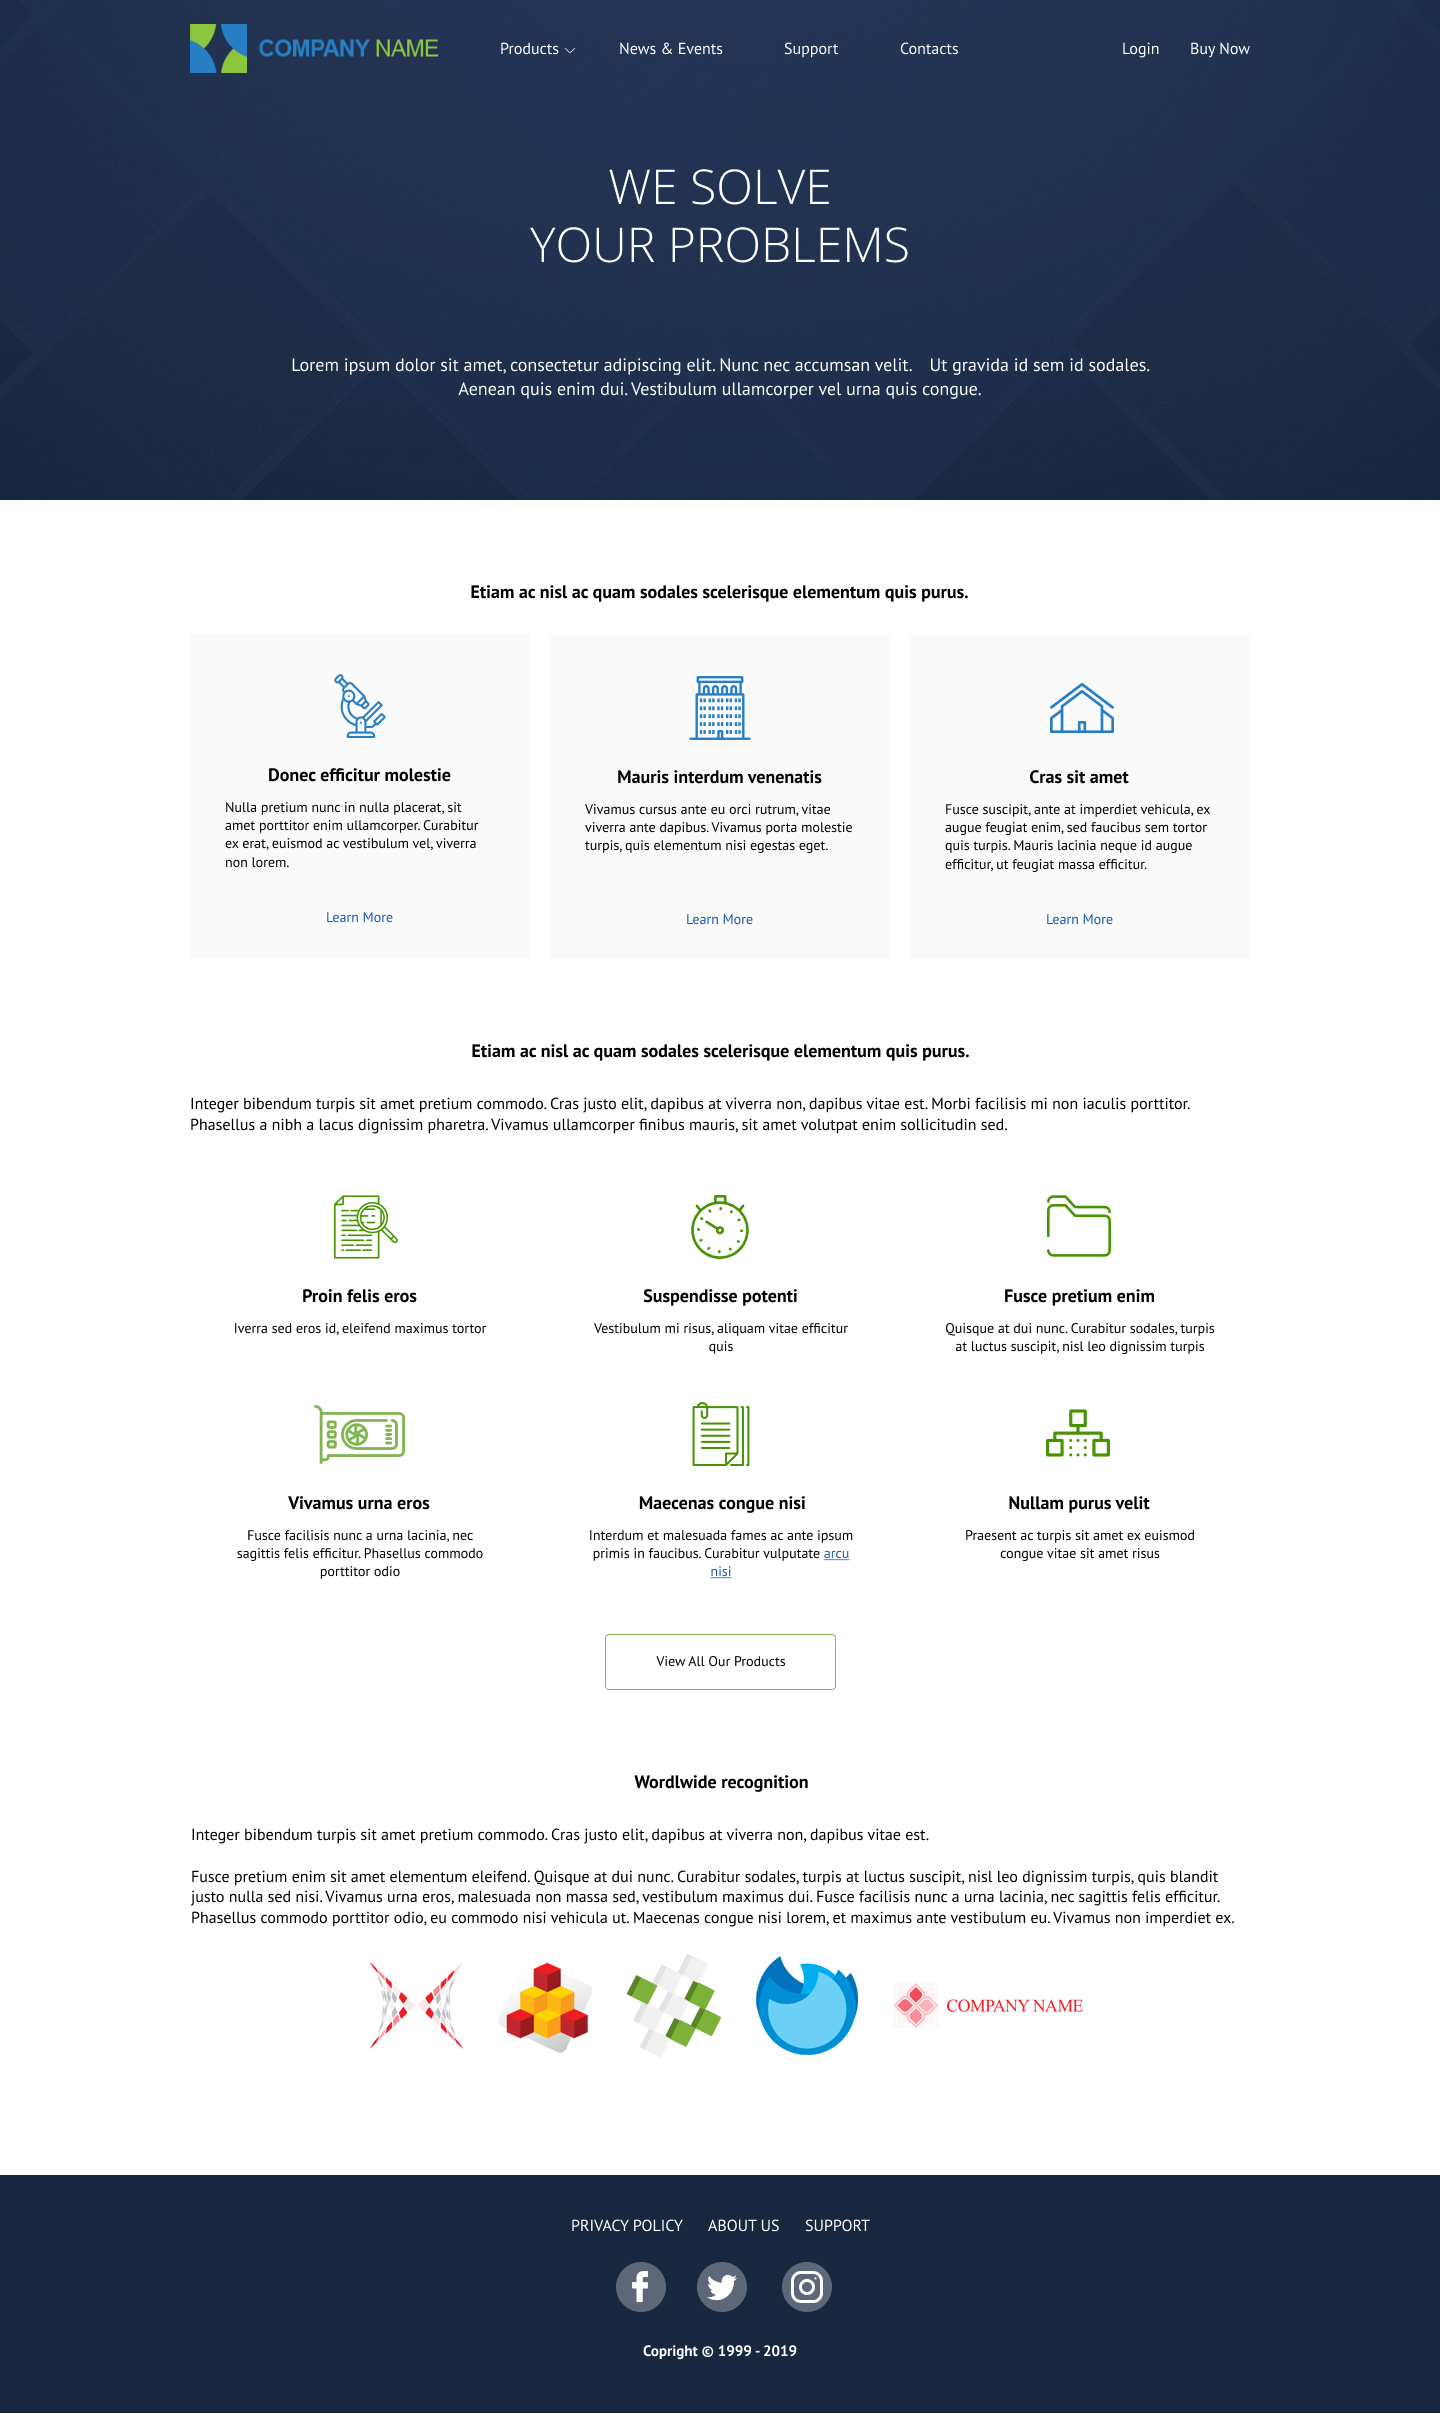 COMPANY NAME
Products
News & Events
Support
Contacts
Login
Buy Now
WE SOLVE
YOUR PROBLEMS
Lorem ipsum dolor sit amet, consectetur adipiscing elit. Nunc nec accumsan velit. Ut gravida id sem id sodales.
Aenean quis enim dui. Vestibulum ullamcorper vel urna quis congue.
Etiam ac nisl ac quam sodales scelerisque elementum quis purus.
Donec efficitur molestie
Nulla pretium nunc in nulla placerat, sit
amet porttitor enim ullamcorper. Curabitur
ex erat, euismod ac vestibulum vel, viverra
non lorem.
Learn More
Mauris interdum venenatis
Vivamus cursus ante eu orci rutrum, vitae
viverra ante dapibus. Vivamus porta molestie
turpis, quis elementum nisi egestas eget.
Learn More
Cras sit amet
Fusce suscipit, ante at imperdiet vehicula, ex
augue feugiat enim, sed faucibus sem tortor
quis turpis. Mauris lacinia neque id augue
efficitur, ut feugiat massa efficitur.
Learn More
Etiam ac nisl ac quam sodales scelerisque elementum quis purus.
Integer bibendum turpis sit amet pretium commodo. Cras justo elit, dapibus at viverra non, dapibus vitae est. Morbi facilisis mi non iaculis porttitor.
Phasellus a nibh a lacus dignissim pharetra. Vivamus ullamcorper finibus mauris, sit amet volutpat enim sollicitudin sed.
Proin felis eros
Iverra sed eros id, eleifend maximus tortor
Suspendisse potenti
Vestibulum mi risus, aliquam vitae efficitur
quis
Fusce pretium enim
Quisque at dui nunc. Curabitur sodales, turpis
at luctus suscipit, nisl leo dignissim turpis
Vivamus urna eros
Fusce facilisis nunc a urna lacinia, nec
sagittis felis efficitur. Phasellus commodo
porttitor odio
Maecenas congue nisi
Interdum et malesuada fames ac ante ipsum
primis in faucibus. Curabitur vulputate arcu
nisi
Nullam purus velit
Praesent ac turpis sit amet ex euismod
congue vitae sit amet risus
View All Our Products
Wordlwide recognition
Integer bibendum turpis sit amet pretium commodo. Cras justo elit, dapibus at viverra non, dapibus vitae est.
Fusce pretium enim sit amet elementum eleifend. Quisque at dui nunc. Curabitur sodales, turpis at luctus suscipit, nisl leo dignissim turpis, quis blandit
justo nulla sed nisi. Vivamus urna eros, malesuada non massa sed, vestibulum maximus dui. Fusce facilisis nunc a urna lacinia, nec sagittis felis efficitur.
Phasellus commodo porttitor odio, eu commodo nisi vehicula ut. Maecenas congue nisi lorem, et maximus ante vestibulum eu. Vivamus non imperdiet ex.
COMPANY NAME
PRIVACY POLICY
ABOUT US
SUPPORT
Copright © 1999 - 2019